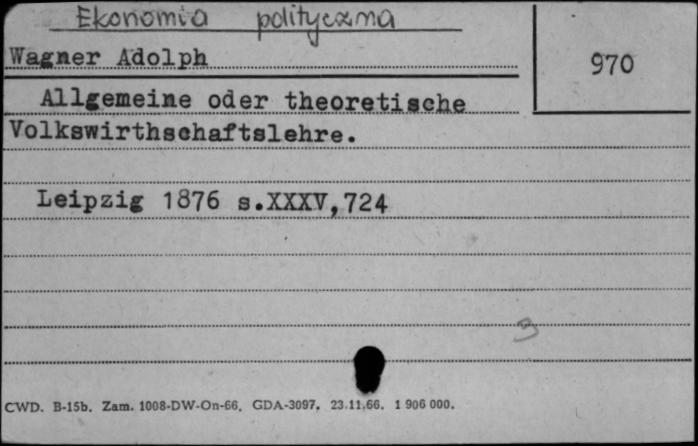 Ekonomia polityczna
Wagner Adolph
970
Allgemeine oder theoretische
Volkswirthschaftslehre.
Leipzig 1876 s.XXXV,724
3
CWD. B-15b. Zam. 1008-DW-On-66. GDA-3097. 23.11.66. 1 906 000.